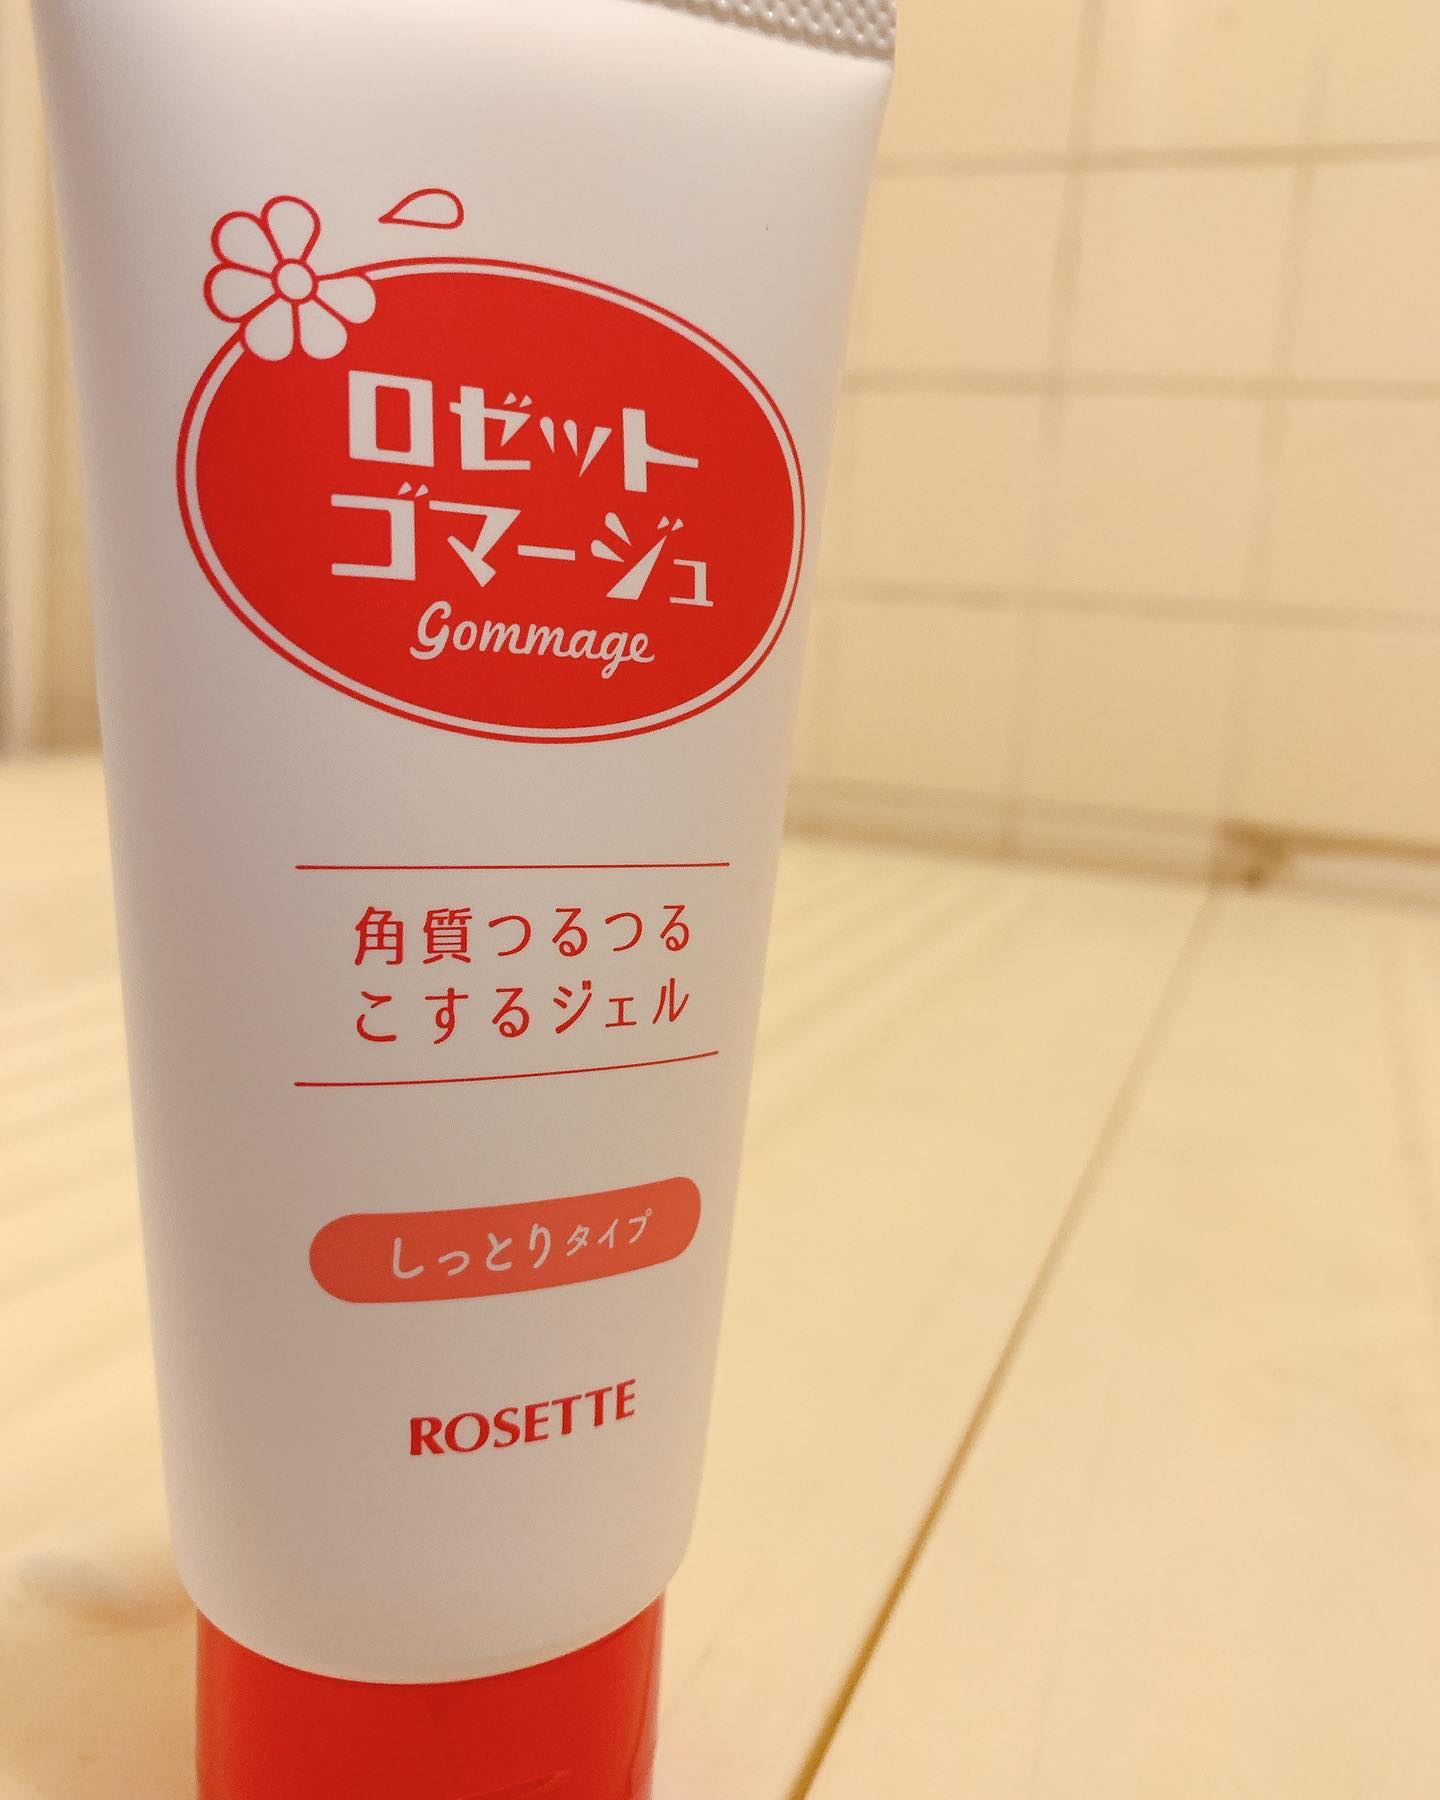 ロゼット
ゴマージュ
Gommage
角質つるつる
こするジェル
しっとりタイプ
ROSETTE